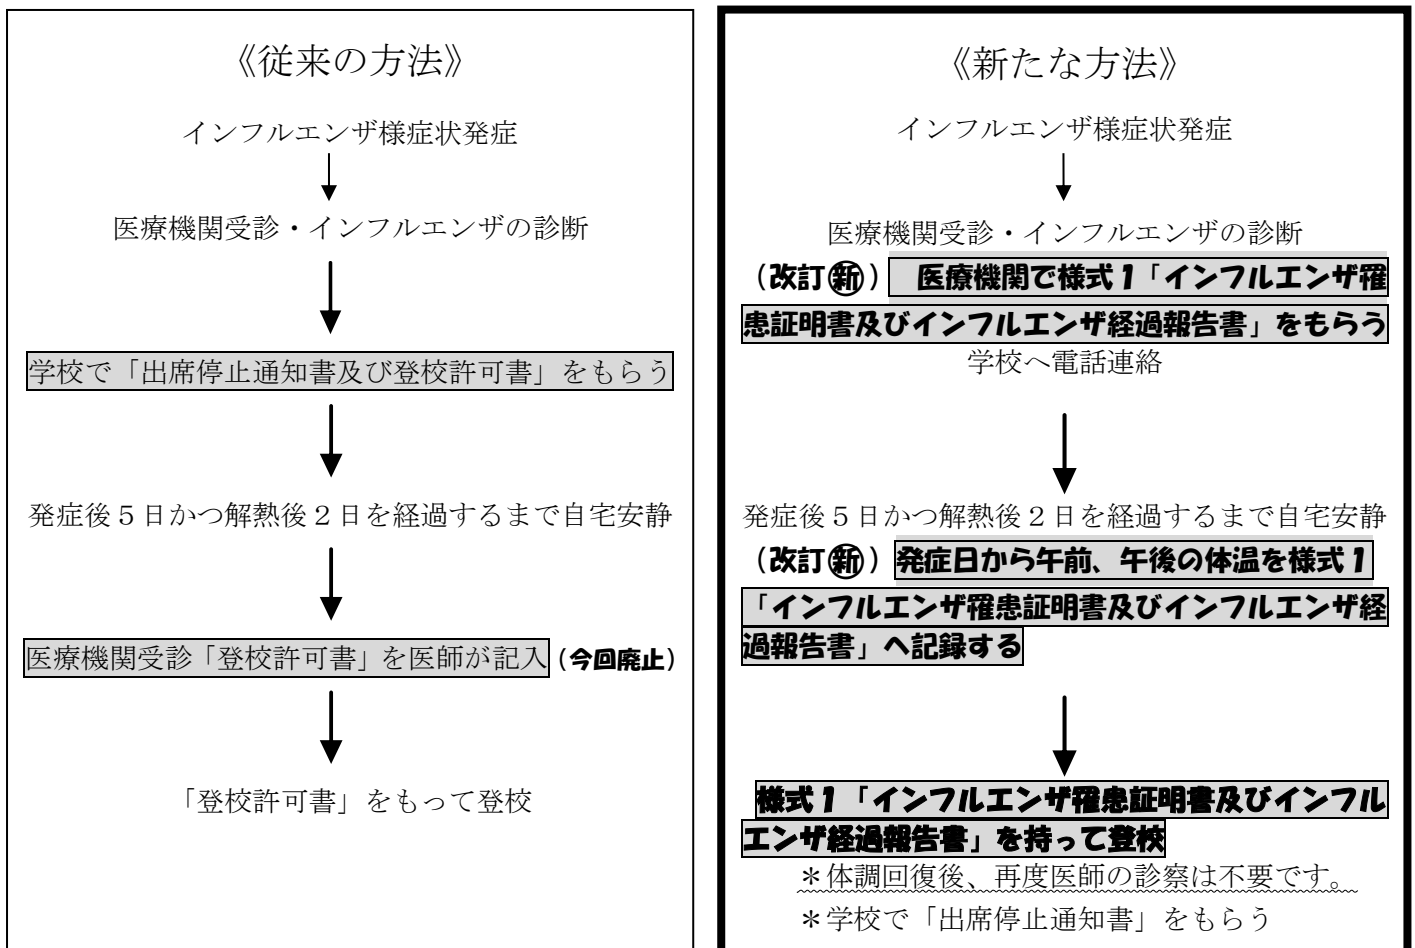 《従来の方法》
インフルエンザ様症状発症
医療機関受診・インフルエンザの診断
学校で「出席停止通知書及び登校許可書」をもらう
発症後５日かつ解熱後２日を経過するまで自宅安静
医療機関受診「登校許可書」を医師が記入（今回廃止）
「登校許可書」をもって登校
《新たな方法》
インフルエンザ様症状発症
医療機関受診・インフルエンザの診断
（改訂㊟新）　医療機関で様式１「インフルエンザ罹
患証明書及びインフルエンザ経過報告書」をもらう
学校へ電話連絡
発症後５日かつ解熱後２日を経過するまで自宅安静
（改訂新）発症日から午前、午後の体温を様式１
「インフルエンザ罹患証明書及びインフルエンザ経
過報告書」へ記録する
様式１「インフルエンザ罹患証明書及びインフル
エンザ経過報告書」を持って登校
＊体調回復後、再度医師の診察は不要です。
＊学校で「出席停止通知書」をもらう